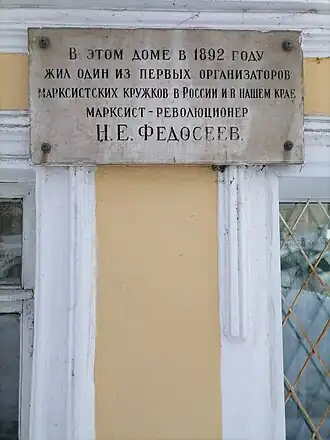 В ЭТОМ ДОМЕ В 1892 ГОДУ
ЖИЛ ОДИН ИЗ ПЕРВЫХ ОРГАНИЗАТОРОВ
МАРКСИСТСКИХ КРУЖКОВ В РОССИИ И В НАШЕМ КРАЕ
МАРКСИСТ-РЕВОЛЮЦИОНЕР
Н.Е. ФЕДОСЕЕВ.